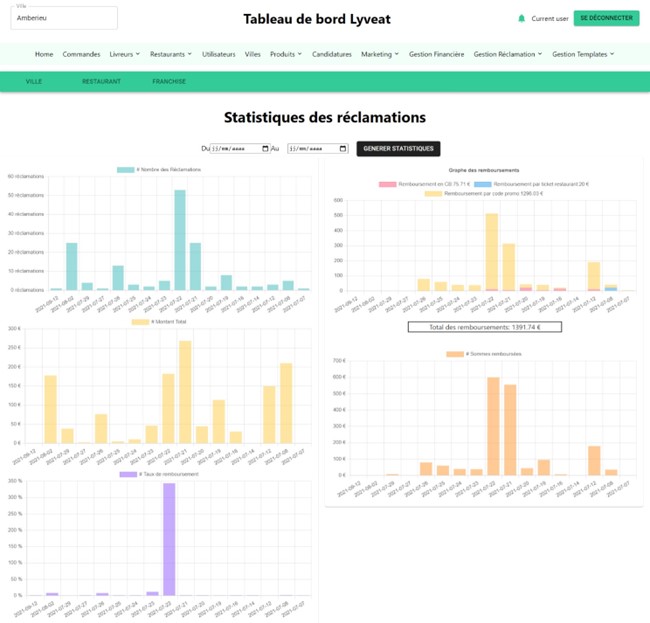 Ville
Amberieu
Tableau de bord Lyveat
Current user
SE DÉCONNECTER
Home Commandes Livreurs Restaurants Utilisateurs Villes Produits Candidatures Marketing Gestion Financière Gestion Réclamation Gestion Templates
VILLE RESTAURANT FRANCHISE
Statistiques des réclamations
Du jj/mm/aaaa Au jj/mm/aaaa GENERER STATISTIQUES
# Nombre des Réclamations
60 réclamations
50 réclamations
40 réclamations
30 réclamations
20 réclamations
10 réclamations
0 réclamations
2021-08-12 2021-08-02 2021-07-29 2021-07-27 2021-07-26 2021-07-25 2021-07-24 2021-07-23 2021-07-22 2021-07-21 2021-07-20 2021-07-19 2021-07-16 2021-07-14 2021-07-12 2021-07-08 2021-07-07
# Montant Total
300 €
250 €
200 €
150 €
100 €
50 €
0 €
2021-08-12 2021-08-02 2021-07-29 2021-07-27 2021-07-26 2021-07-25 2021-07-24 2021-07-23 2021-07-22 2021-07-21 2021-07-20 2021-07-19 2021-07-16 2021-07-14 2021-07-12 2021-07-08 2021-07-07
# Taux de remboursement
350 %
300 %
250 %
200 %
150 %
100 %
50 %
0 %
2021-08-12 2021-08-02 2021-07-29 2021-07-27 2021-07-26 2021-07-25 2021-07-24 2021-07-23 2021-07-22 2021-07-21 2021-07-20 2021-07-19 2021-07-16 2021-07-14 2021-07-12 2021-07-08 2021-07-07
Graphe des remboursements
Remboursement en CB 75.71 € Remboursement par ticket restaurant 20 €
Remboursement par code promo 1296.03 €
600
500
400
300
200
100
0
2021-08-12 2021-08-02 2021-07-29 2021-07-27 2021-07-26 2021-07-25 2021-07-24 2021-07-23 2021-07-22 2021-07-21 2021-07-20 2021-07-19 2021-07-16 2021-07-14 2021-07-12 2021-07-08 2021-07-07
Total des remboursements: 1391.74 €
# Sommes remboursées
700 €
600 €
500 €
400 €
300 €
200 €
100 €
0 €
2021-08-12 2021-08-02 2021-07-29 2021-07-27 2021-07-26 2021-07-25 2021-07-24 2021-07-23 2021-07-22 2021-07-21 2021-07-20 2021-07-19 2021-07-16 2021-07-14 2021-07-12 2021-07-08 2021-07-07